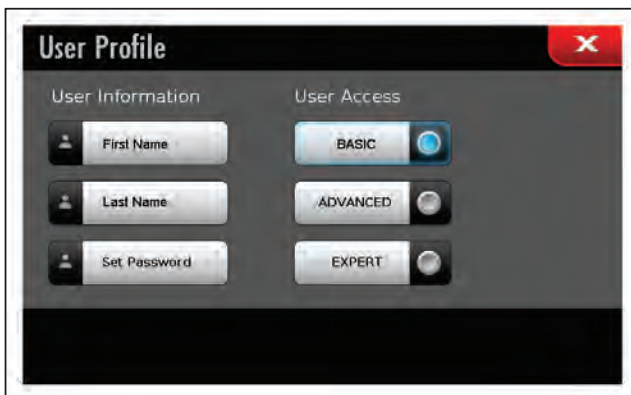 User Profile
X
User Information
User Access
First Name
BASIC
Last Name
ADVANCED
Set Password
EXPERT